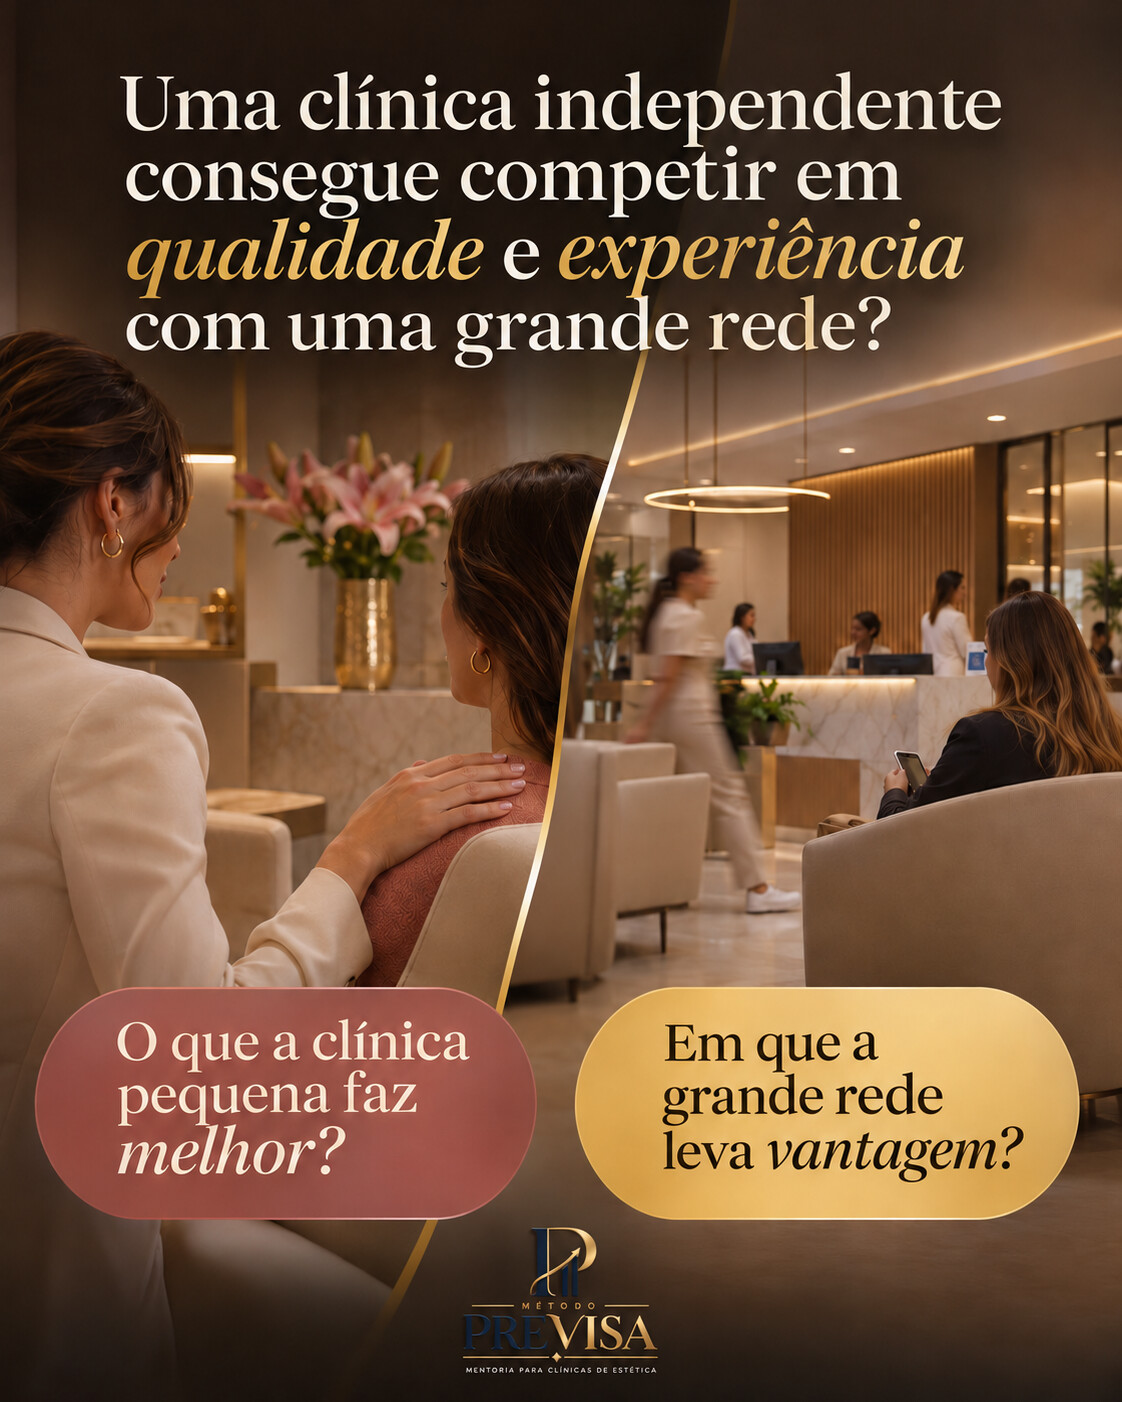 Uma clínica independente
consegue competir em
qualidade e experiência
com uma grande rede?
O que a clínica
pequena faz
melhor?
Em que a
grande rede
leva vantagem?
MÉTODO
PREVISA
MENTORIA PARA CLÍNICAS DE ESTÉTICA